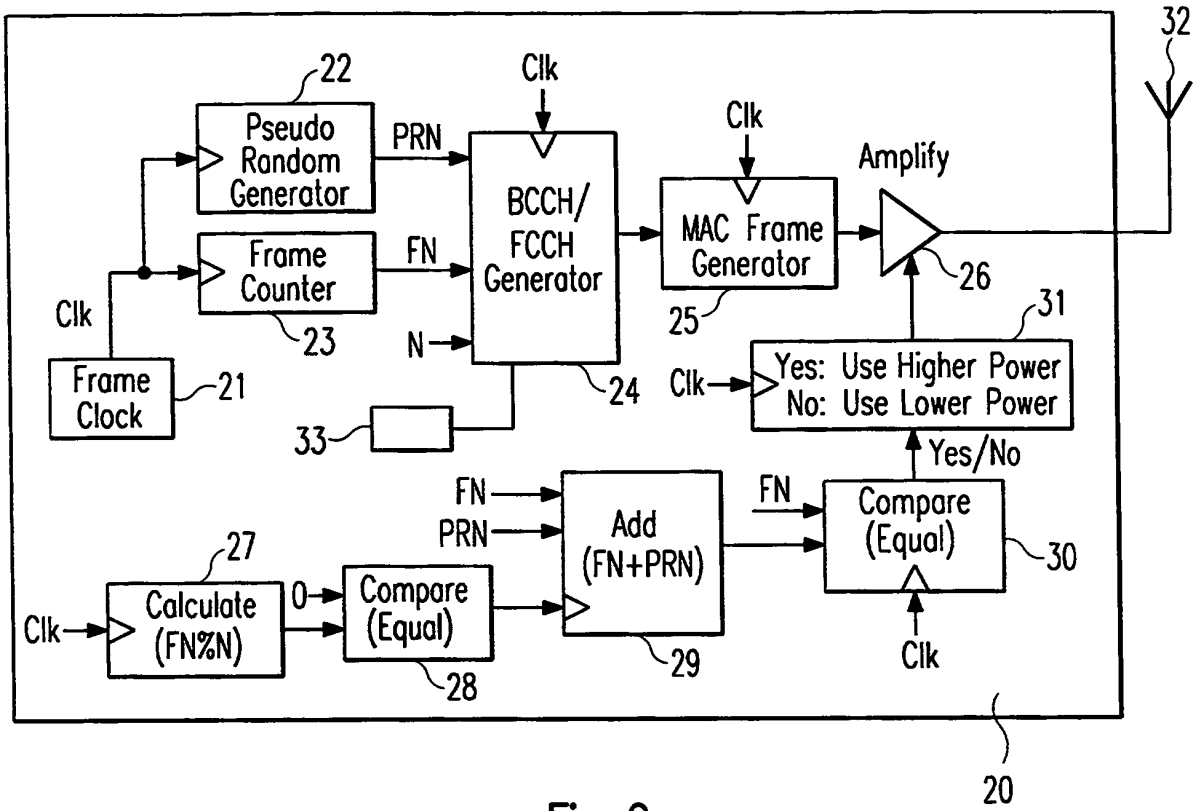 32
22
Clk
Pseudo
Random
Generator
PRN
Clk
Amplify
BCCH/
FCCH
Generator
MAC Frame
Generator
Frame
Counter
FN
26
25
31
Clk
23
N
24
Frame
Clock
21
Clk
Yes: Use Higher Power
No: Use Lower Power
33
Yes/No
FN
PRN
Add
(FN+PRN)
FN
Compare
(Equal)
30
27
Clk
Calculate
(FN%N)
0
Compare
(Equal)
28
29
Clk
20